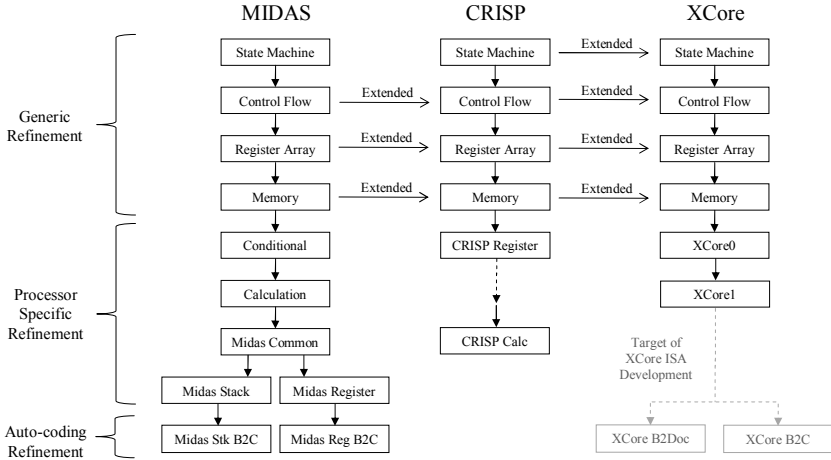 MIDAS CRISP XCore
State Machine State Machine Extended State Machine
Control Flow Extended Control Flow Extended Control Flow
Generic
Refinement
Register Array Extended Register Array Extended Register Array
Memory Extended Memory Extended Memory
Conditional CRISP Register XCore0
Processor
Specific
Refinement
Calculation XCore1
Midas Common CRISP Calc
Target of
XCore ISA
Development
Midas Stack Midas Register
Auto-coding
Refinement
Midas Stk B2C Midas Reg B2C XCore B2Doc XCore B2C